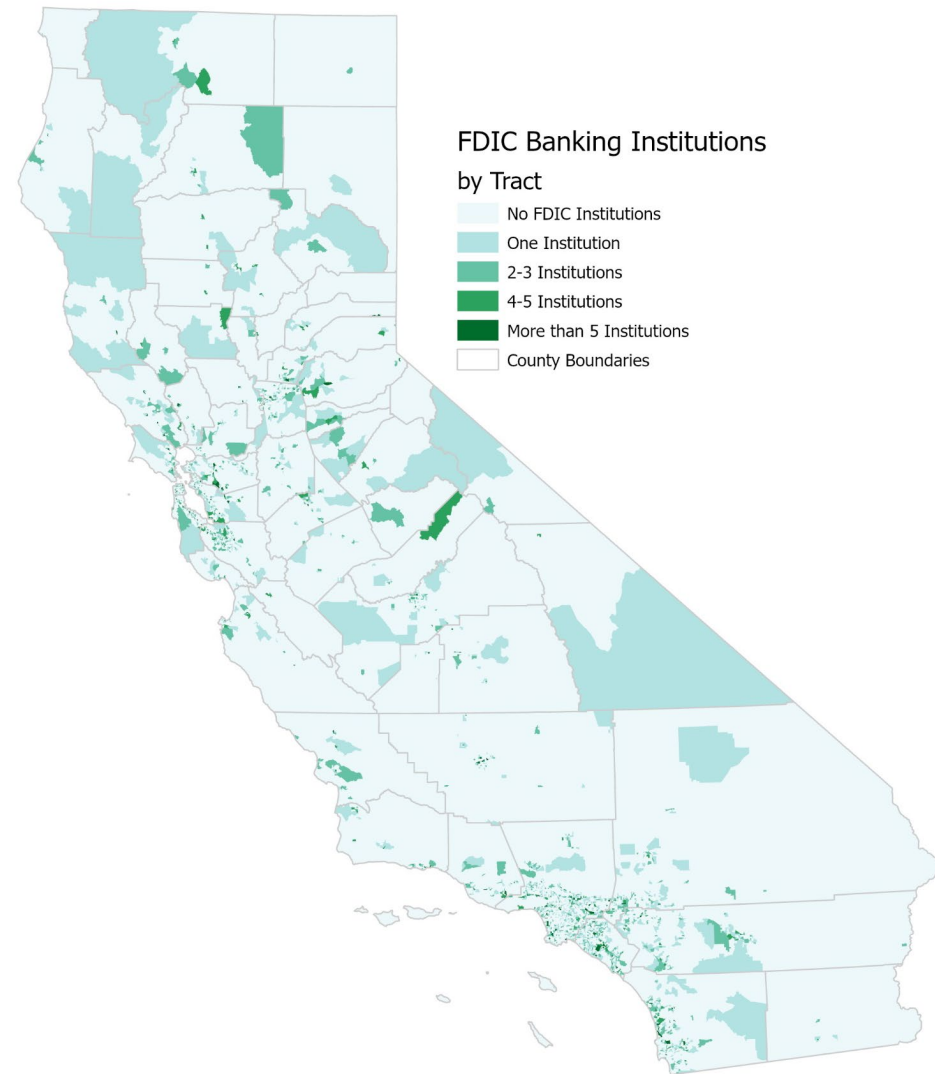 FDIC Banking Institutions
by Tract
No FDIC Institutions
One Institution
2-3 Institutions
4-5 Institutions
More than 5 Institutions
County Boundaries